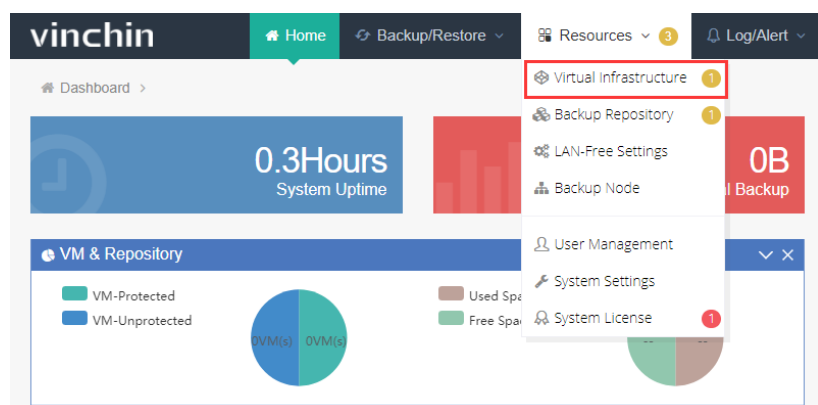 vinchin
Home
Backup/Restore
Resources
3
Log/Alert
Dashboard >
Virtual Infrastructure
1
Backup Repository
1
LAN-Free Settings
Backup Node
User Management
System Settings
System License
1
0.3Hours
System Uptime
0B
l Backup
VM & Repository
VM-Protected
VM-Unprotected
0VM(s) 0VM(s)
Used Spa
Free Spa
-- --